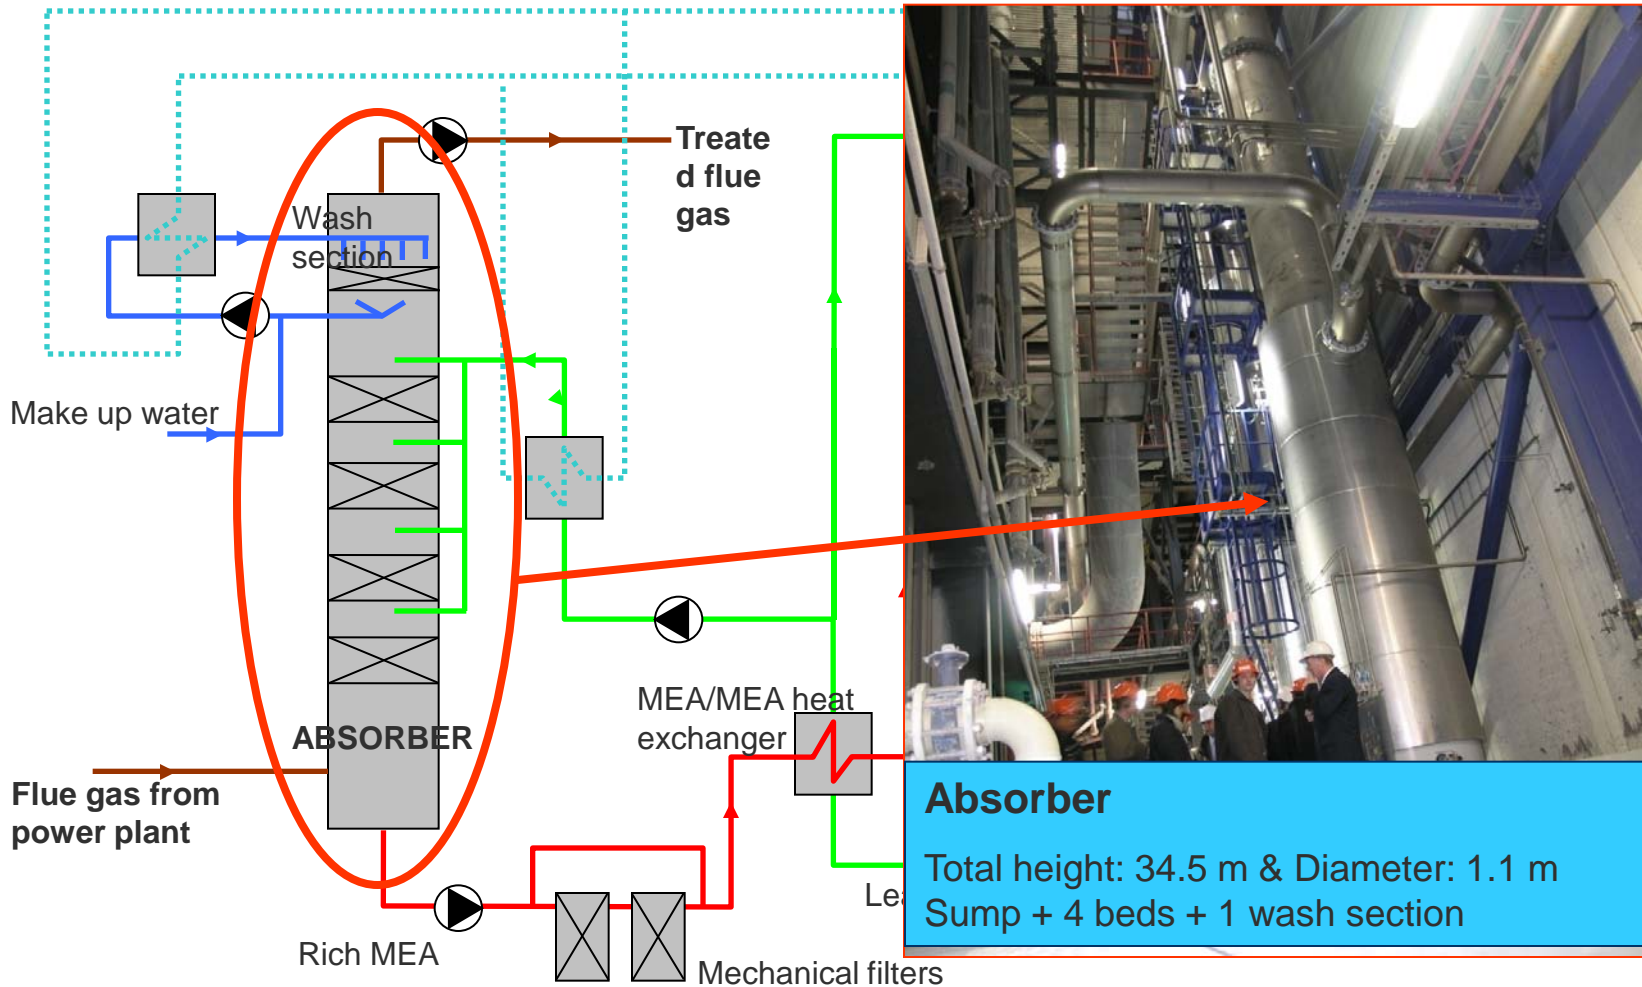 Treate
d flue
gas
Wash
section
Make up water
MEA/MEA heat
exchanger
ABSORBER
Flue gas from
power plant
Rich MEA
Mechanical filters
Absorber
Total height: 34.5 m & Diameter: 1.1 m
Sump + 4 beds + 1 wash section